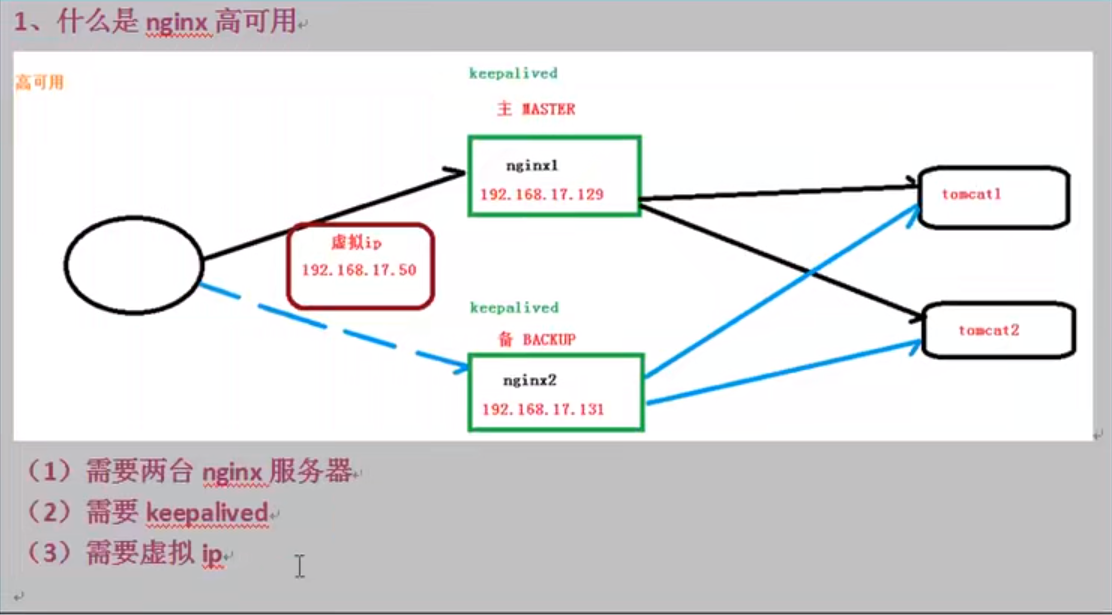 1、什么是 nginx 高可用
高可用
keepalived
主 MASTER
nginx1
192.168.17.129
tomcat1
虚拟ip
192.168.17.50
keepalived
备 BACKUP
tomcat2
nginx2
192.168.17.131
（1）需要两台 nginx 服务器
（2）需要 keepalived
（3）需要虚拟 ip